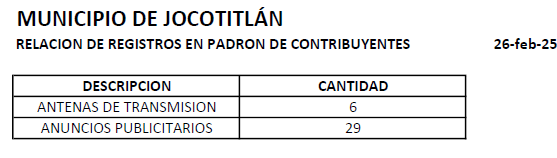 MUNICIPIO DE JOCOTITLÁN
RELACION DE REGISTROS EN PADRON DE CONTRIBUYENTES 26-feb-25
DESCRIPCION CANTIDAD
ANTENAS DE TRANSMISION 6
ANUNCIOS PUBLICITARIOS 29